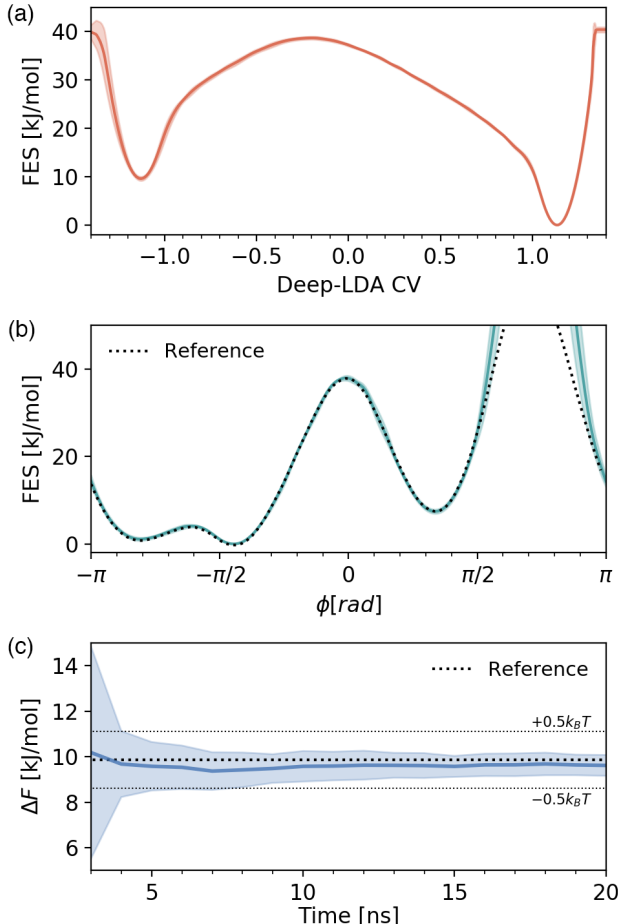 (a)
40
30
20
10
0
FES [kJ/mol]
−1.0 −0.5 0.0 0.5 1.0
Deep-LDA CV
(b)
Reference
40
20
0
FES [kJ/mol]
−π −π/2 0 π/2 π
ϕ[rad]
(c)
Reference
14
12
10
8
6
ΔF [kJ/mol]
+0.5k_BT
−0.5k_BT
5 10 15 20
Time [ns]